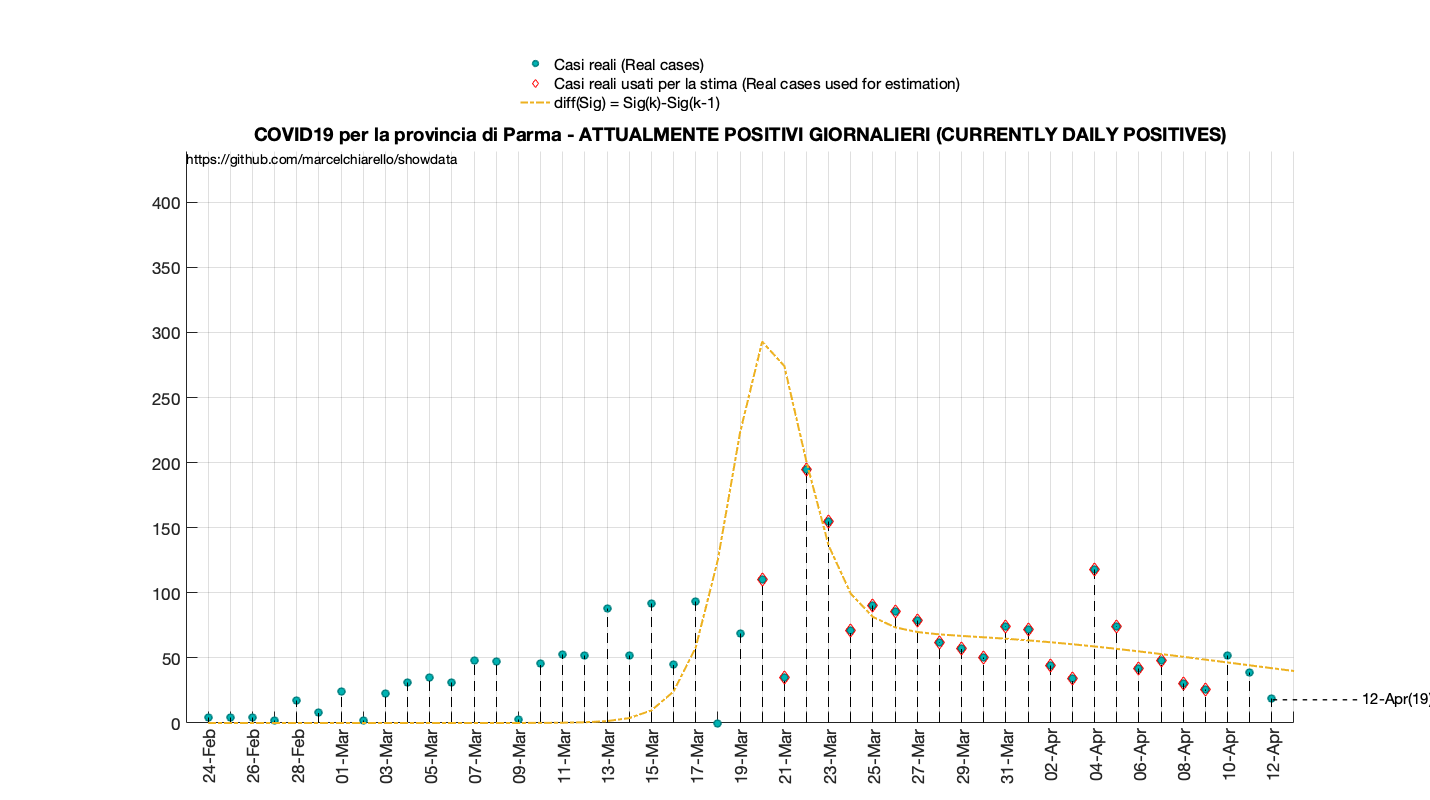 Casi reali (Real cases)
Casi reali usati per la stima (Real cases used for estimation)
diff(Sig) = Sig(k)-Sig(k-1)
COVID19 per la provincia di Parma - ATTUALMENTE POSITIVI GIORNALIERI (CURRENTLY DAILY POSITIVES)
https://github.com/marcelchiarello/showdata
400
350
300
250
200
150
100
50
0
12-Apr(19)
24-Feb
26-Feb
28-Feb
01-Mar
03-Mar
05-Mar
07-Mar
09-Mar
11-Mar
13-Mar
15-Mar
17-Mar
19-Mar
21-Mar
23-Mar
25-Mar
27-Mar
29-Mar
31-Mar
02-Apr
04-Apr
06-Apr
08-Apr
10-Apr
12-Apr